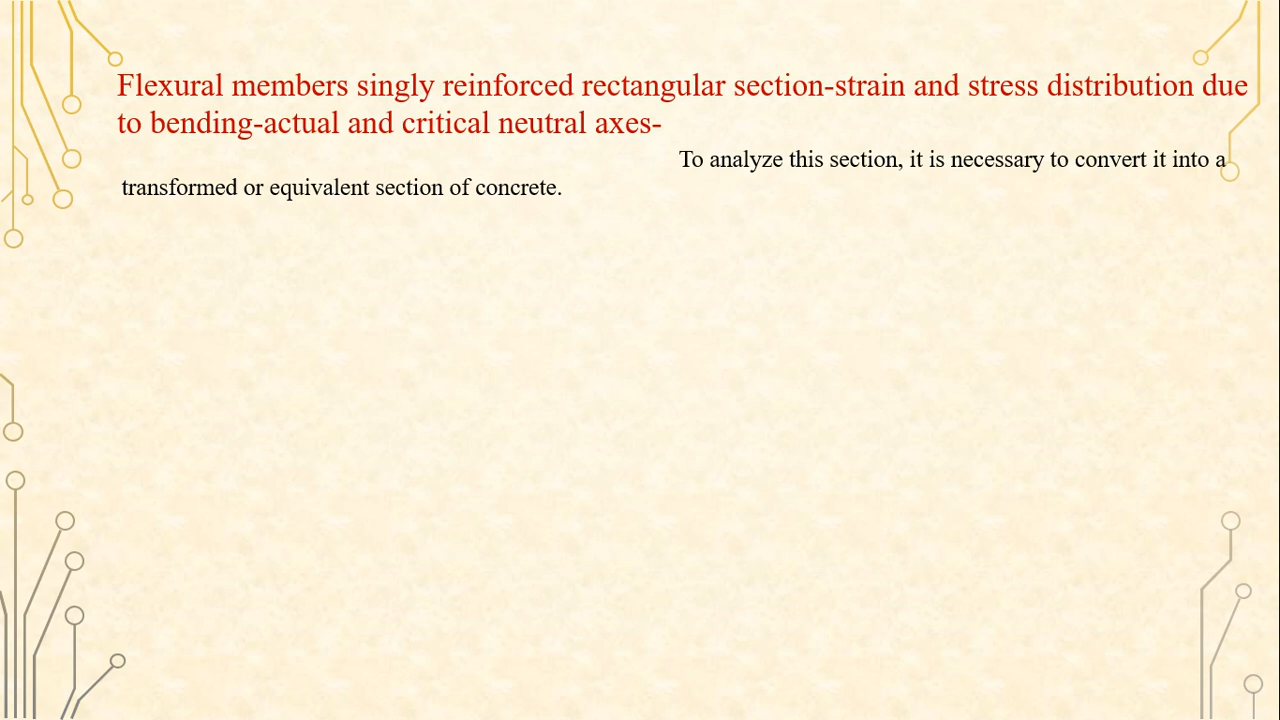 Flexural members singly reinforced rectangular section-strain and stress distribution due
to bending-actual and critical neutral axes-
To analyze this section, it is necessary to convert it into a
transformed or equivalent section of concrete.